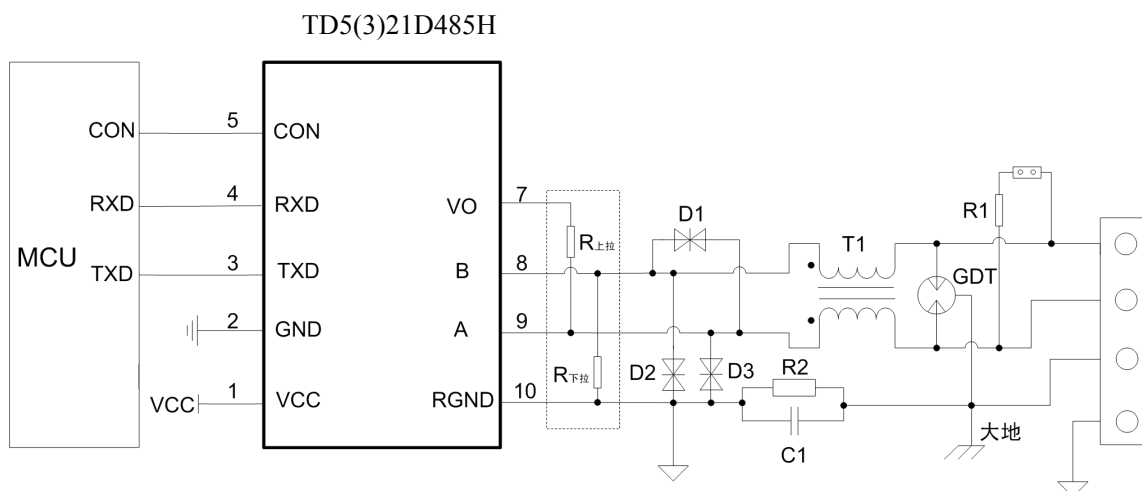 TD5(3)21D485H
MCU
CON
RXD
TXD
VCC
5
4
3
2
1
CON
RXD
TXD
GND
VCC
VO
B
A
RGND
7
8
9
10
R上拉
R下拉
D1
D2
D3
T1
R2
C1
GDT
R1
大地